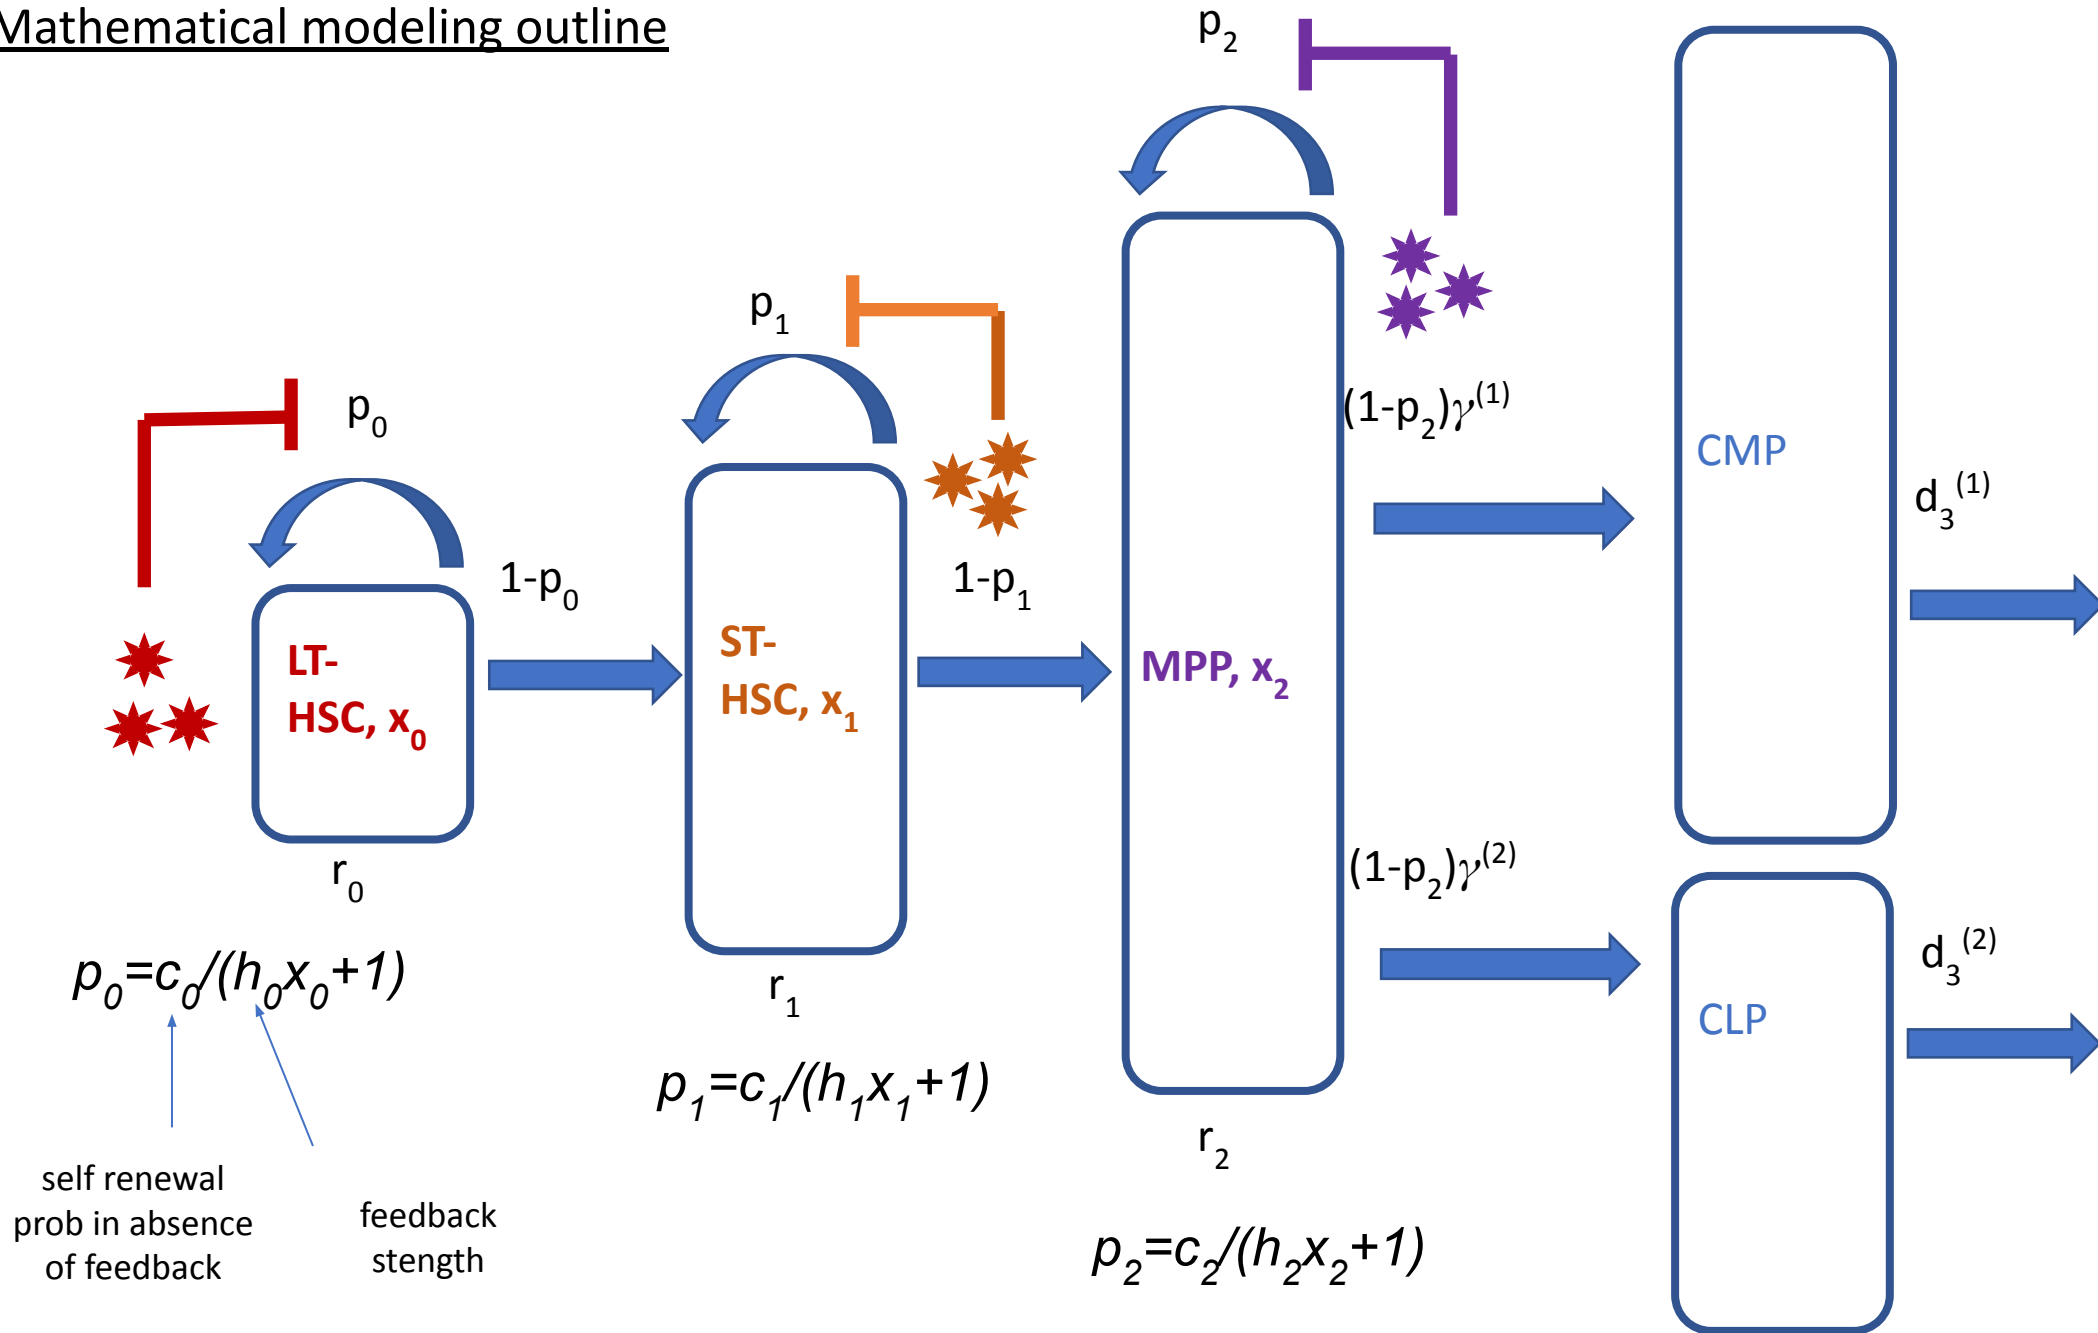 Mathematical modeling outline
p₂
p₁
p₀
(1-p₂)γ⁽¹⁾
CMP
d₃⁽¹⁾
1-p₀
1-p₁
LT-
HSC, x₀
ST-
HSC, x₁
MPP, x₂
r₀
(1-p₂)γ⁽²⁾
d₃⁽²⁾
p₀=c₀/(h₀x₀+1)
r₁
CLP
p₁=c₁/(h₁x₁+1)
r₂
self renewal
prob in absence
of feedback
feedback
stength
p₂=c₂/(h₂x₂+1)